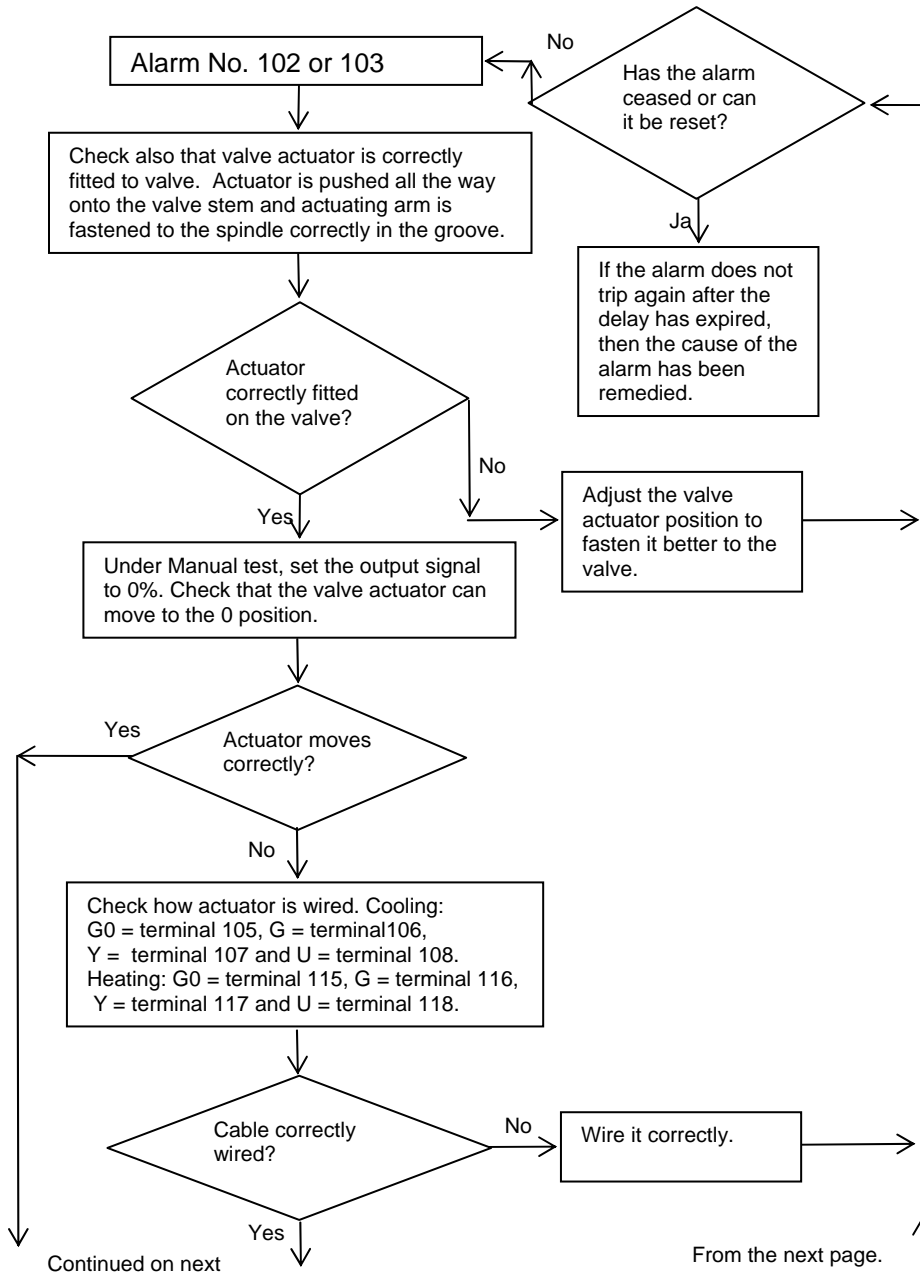 No
Alarm No. 102 or 103
Has the alarm
ceased or can
it be reset?
Check also that valve actuator is correctly
fitted to valve.  Actuator is pushed all the way
onto the valve stem and actuating arm is
fastened to the spindle correctly in the groove.
Ja
If the alarm does not
trip again after the
delay has expired,
then the cause of the
alarm has been
remedied.
Actuator
correctly fitted
on the valve?
No
Yes
Adjust the valve
actuator position to
fasten it better to the
valve.
Under Manual test, set the output signal
to 0%. Check that the valve actuator can
move to the 0 position.
Yes
Actuator moves
correctly?
No
Check how actuator is wired. Cooling:
G0 = terminal 105, G = terminal106,
Y =  terminal 107 and U = terminal 108.
Heating: G0 = terminal 115, G = terminal 116,
Y = terminal 117 and U = terminal 118.
Cable correctly
wired?
No
Wire it correctly.
Yes
Continued on next
From the next page.